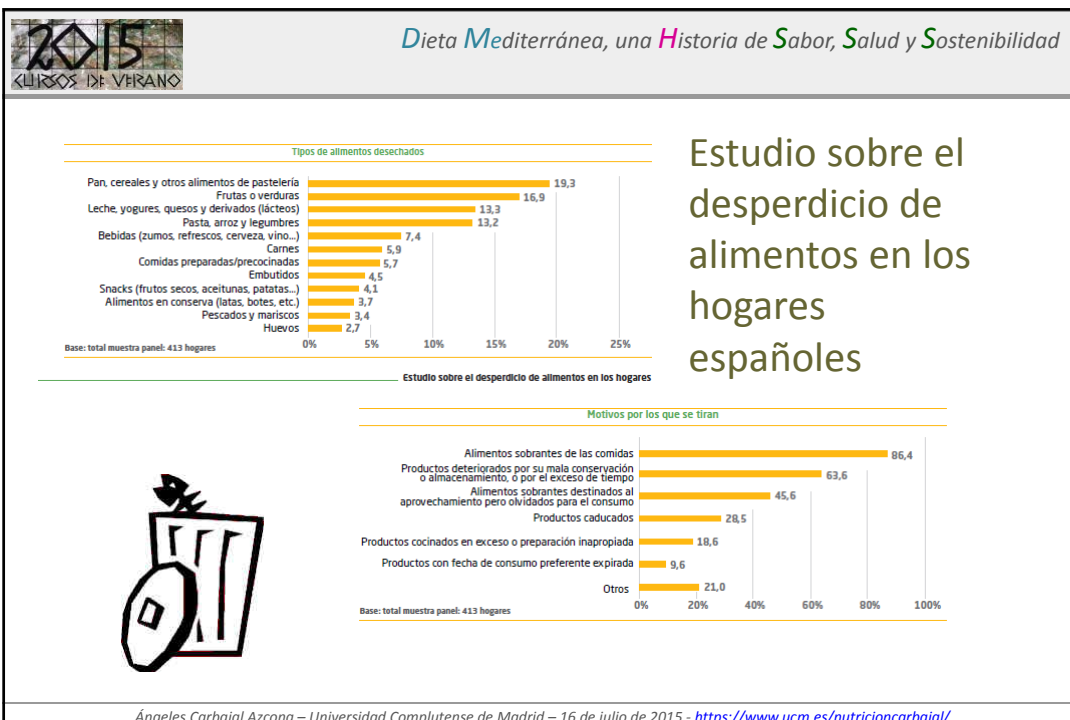 2015
CURSOS DE VERANO
Dieta Mediterránea, una Historia de Sabor, Salud y Sostenibilidad
Tipos de alimentos desechados
Pan, cereales y otros alimentos de pastelería 19,3
Frutas o verduras 16,9
Leche, yogures, quesos y derivados (lácteos) 13,3
Pasta, arroz y legumbres 13,2
Bebidas (zumos, refrescos, cerveza, vino...) 7,4
Carnes 5,9
Comidas preparadas/precocinadas 5,7
Embutidos 4,5
Snacks (frutos secos, aceitunas, patatas...) 4,1
Alimentos en conserva (latas, botes, etc.) 3,7
Pescados y mariscos 3,4
Huevos 2,7
0% 5% 10% 15% 20% 25%
Base: total muestra panel: 413 hogares
Estudio sobre el desperdicio de alimentos en los hogares
Estudio sobre el
desperdicio de
alimentos en los
hogares
españoles
Motivos por los que se tiran
Alimentos sobrantes de las comidas 86,4
Productos deteriorados por su mala conservación
o almacenamiento, o por el exceso de tiempo 63,6
Alimentos sobrantes destinados al
aprovechamiento pero olvidados para el consumo 45,6
Productos caducados 28,5
Productos cocinados en exceso o preparación inapropiada 18,6
Productos con fecha de consumo preferente expirada 9,6
Otros 21,0
0% 20% 40% 60% 80% 100%
Base: total muestra panel: 413 hogares
Ángeles Carbajal Azcona – Universidad Complutense de Madrid – 16 de julio de 2015 - https://www.ucm.es/nutricioncarbajal/